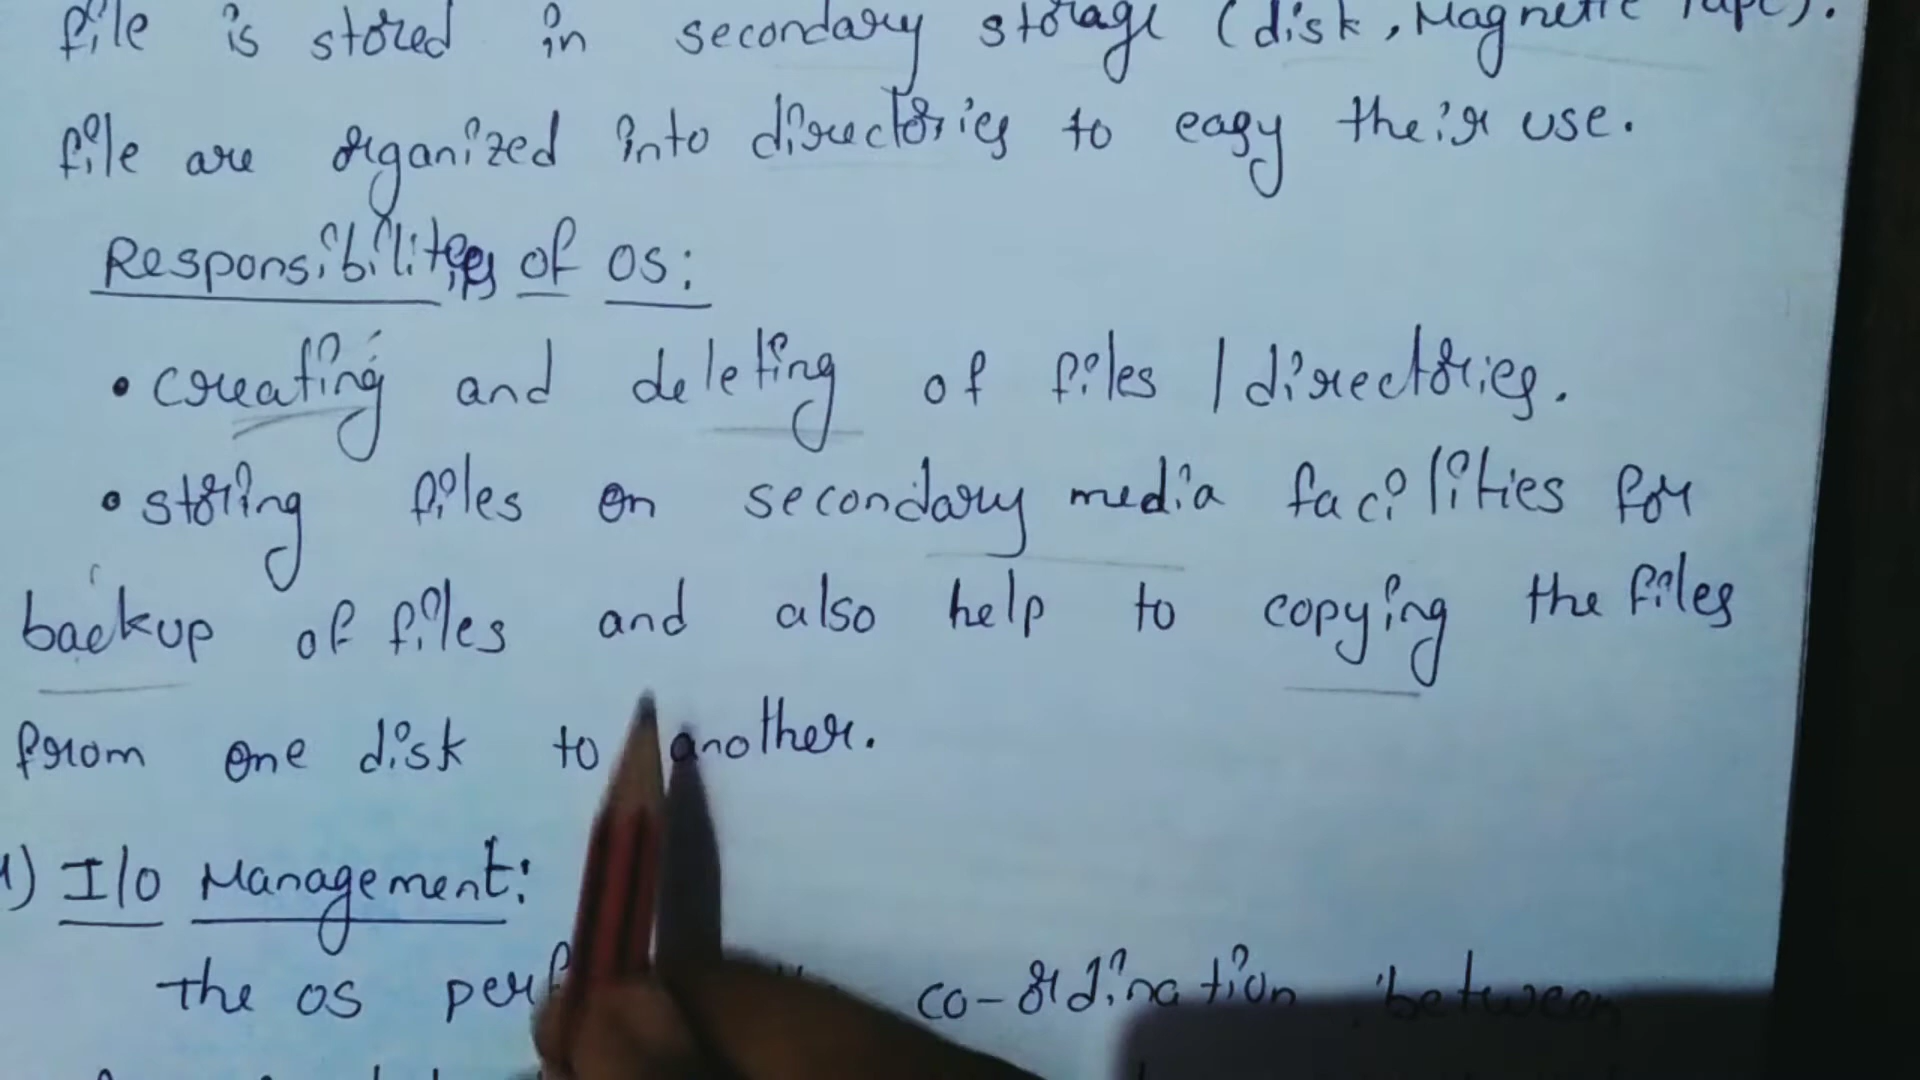 file is stored in secondary storage (disk, Magnetic Tape).
file are organized into directories to easy their use.
Responsibilities of OS:
• creating and deleting of files / directories.
• storing files on secondary media facilities for
backup of files and also help to copying the files
from one disk to another.
I/O Management:
the OS co-ordination between